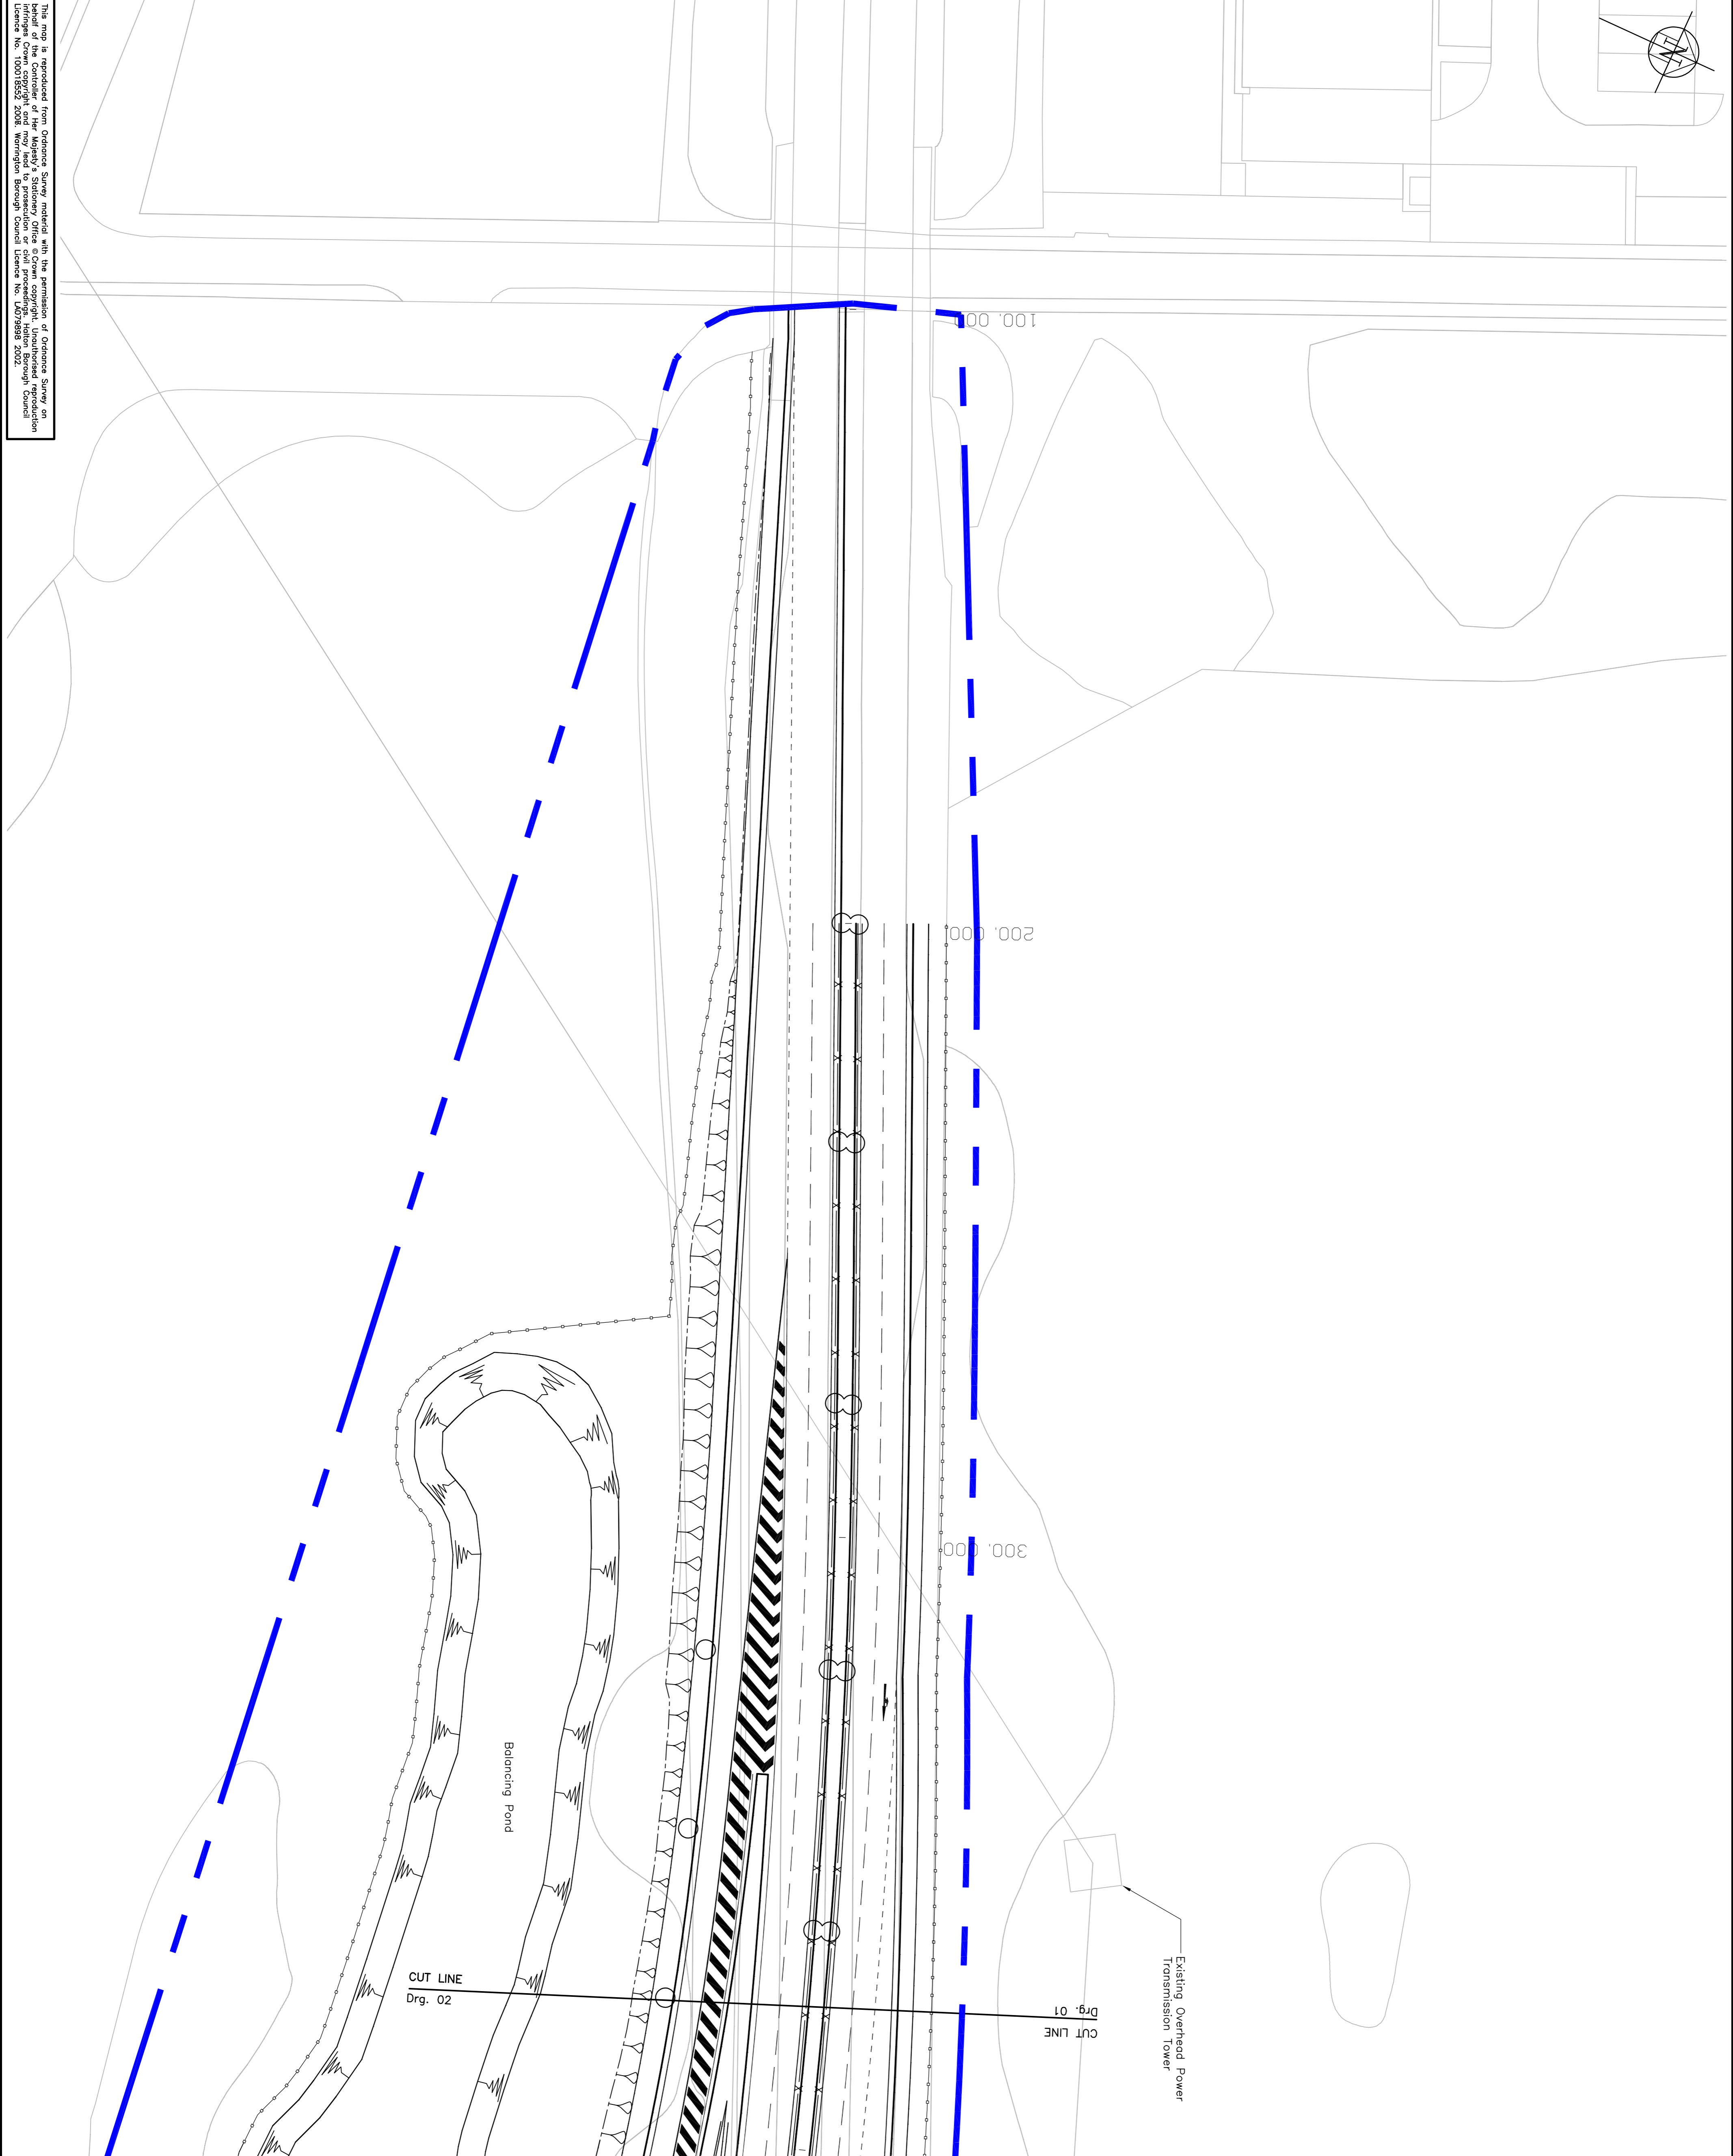 This map is reproduced from Ordnance Survey material with the permission of Ordnance Survey on
behalf of the Controller of Her Majesty's Stationery Office © Crown copyright. Unauthorised reproduction
infringes Crown copyright and may lead to prosecution or civil proceedings. Halton Borough Council
Licence No. 100018552 2008. Warrington Borough Council Licence No. LA079898 2002.
N
100.000
200.000
300.000
Balancing Pond
Existing Overhead Power
Transmission Tower
CUT LINE
Drg. 02
Drg. 01
CUT LINE